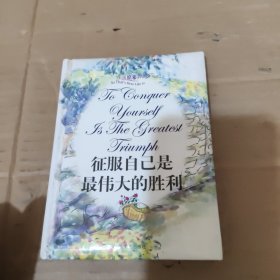 To Conquer
Yourself
Is The Greatest
Triumph
征服自己是
最伟大的胜利